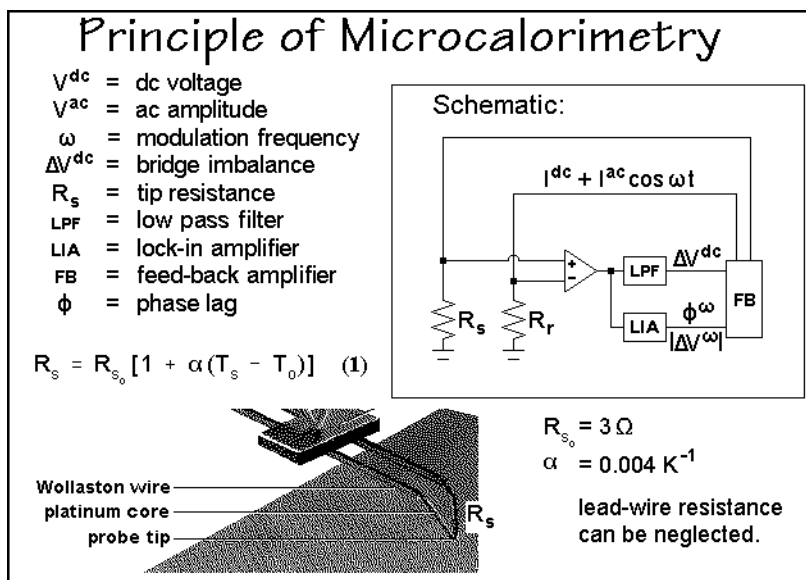 Principle of Microcalorimetry
V^dc = dc voltage
V^ac = ac amplitude
ω = modulation frequency
ΔV^dc = bridge imbalance
R_s = tip resistance
LPF = low pass filter
LIA = lock-in amplifier
FB = feed-back amplifier
ϕ = phase lag
R_s = R_s₀ [1 + α(T_s − T_0)] (1)
Schematic:
I^dc + I^ac cos ωt
+
−
LPF
ΔV^dc
FB
LIA
ϕ^ω
|ΔV^ω|
R_s
R_r
Wollaston wire
platinum core
probe tip
R_s
R_s₀ = 3 Ω
α = 0.004 K^-1
lead-wire resistance
can be neglected.